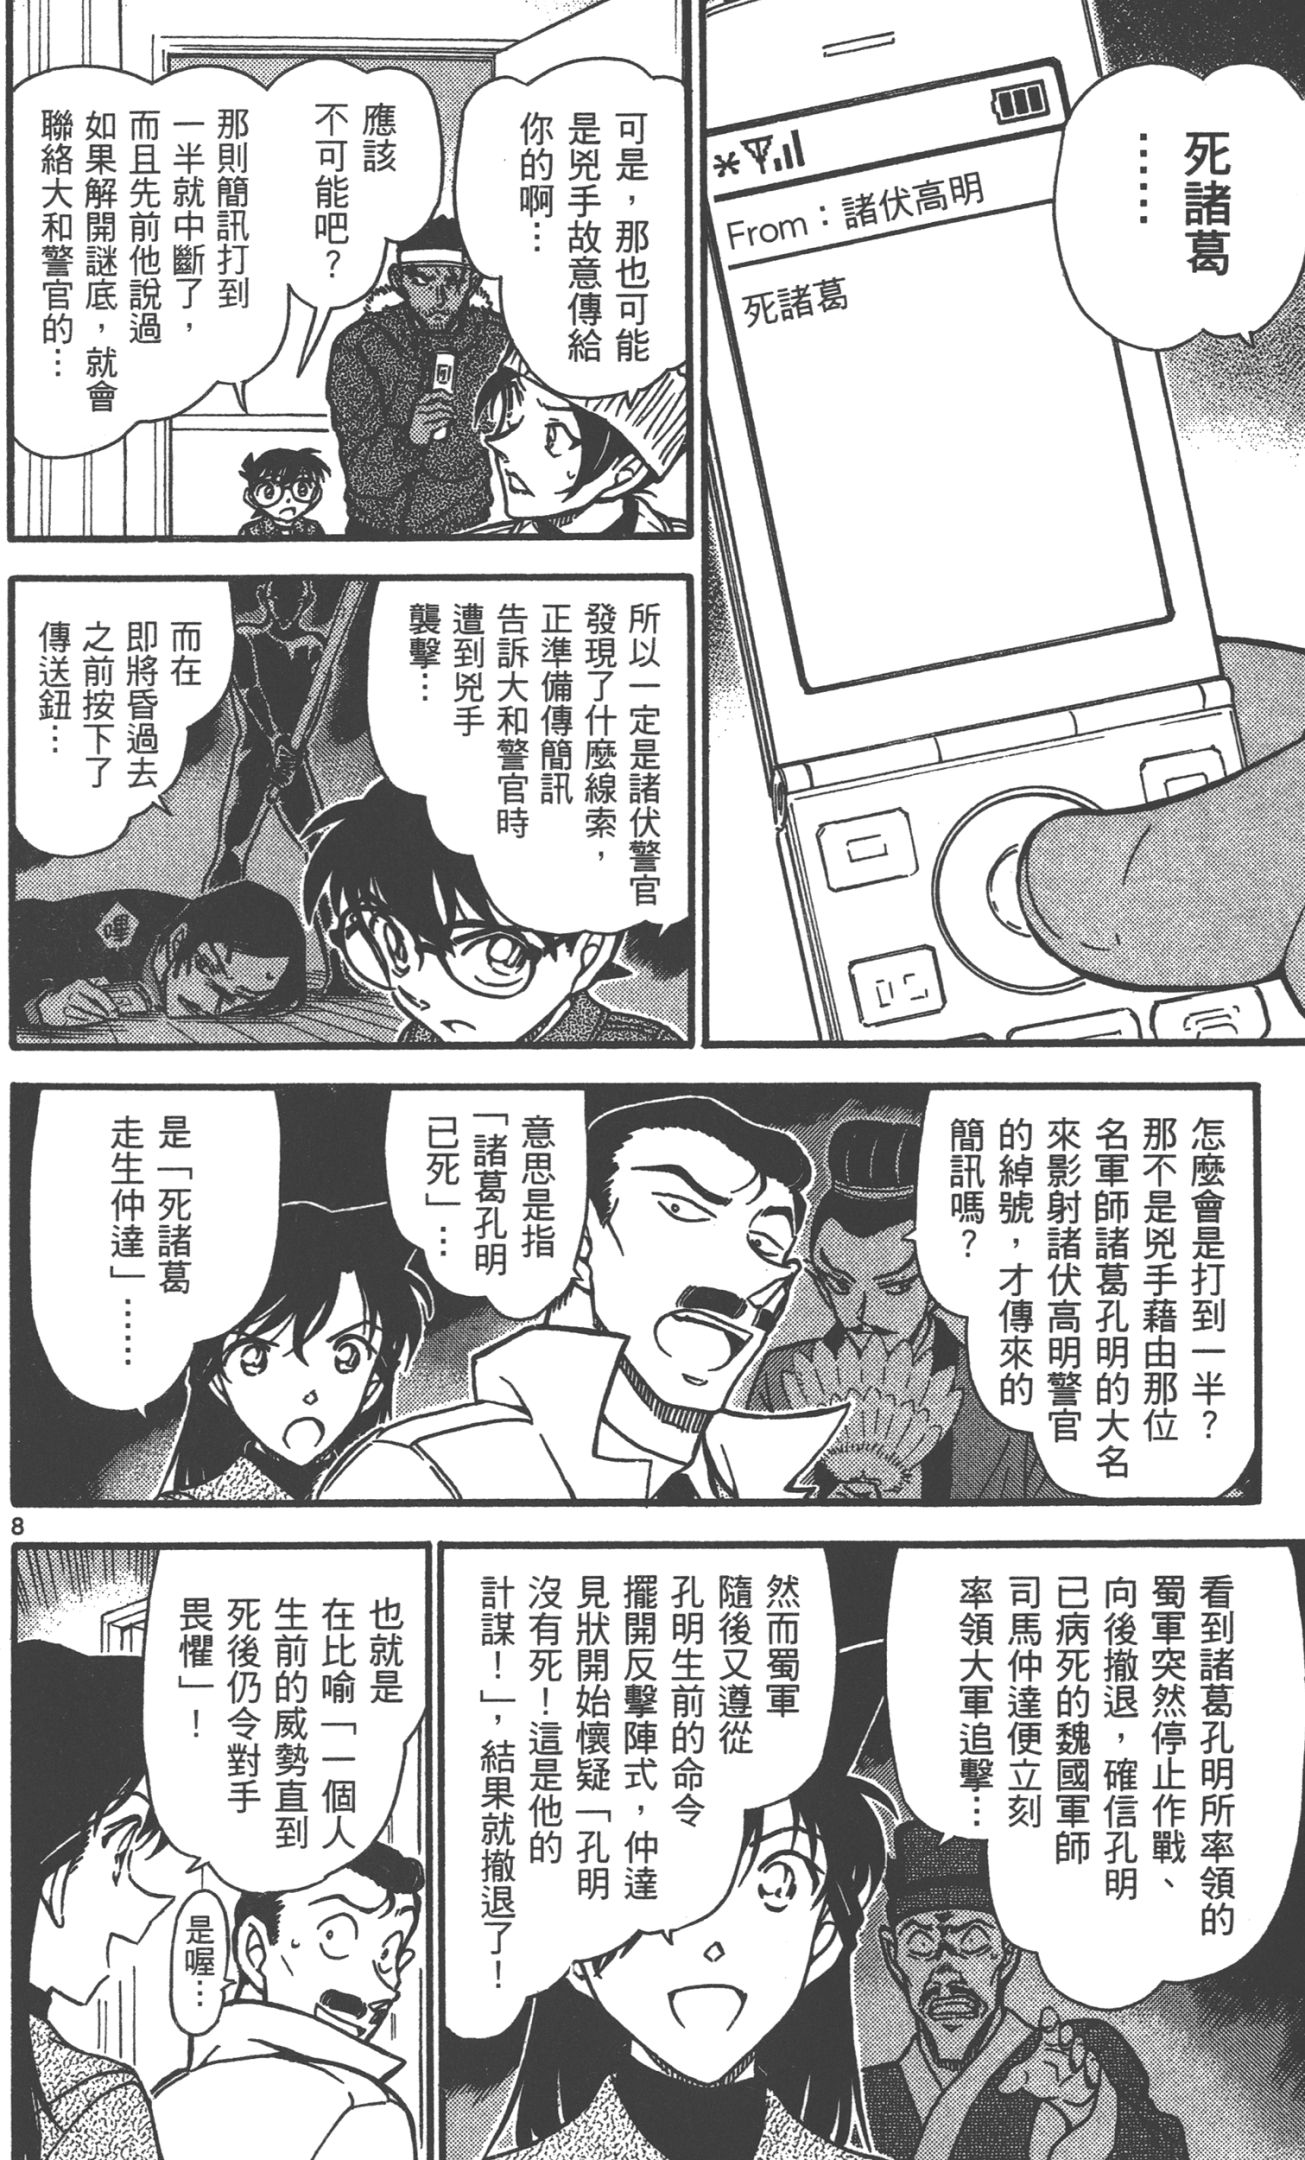 死諸葛
……
From：諸伏高明
死諸葛
可是，那也可能
是兇手故意傳給
你的啊…
應該
不可能吧？
那則簡訊打到
一半就中斷了，
而且先前他說過
如果解開謎底，就會
聯絡大和警官的…
所以一定是諸伏警官
發現了什麼線索，
正準備傳簡訊
告訴大和警官時
遭到兇手
襲擊…
而在
即將昏過去
之前按下了
傳送鈕…
嗶
怎麼會是打到一半？
那不是兇手藉由那位
名軍師諸葛孔明的大名
來影射諸伏高明警官
的綽號，才傳來的
簡訊嗎？
意思是指
「諸葛孔明
已死」…
是「死諸葛
走生仲達」……
8
看到諸葛孔明所率領的
蜀軍突然停止作戰、
向後撤退，確信孔明
已病死的魏國軍師
司馬仲達便立刻
率領大軍追擊…
然而蜀軍
隨後又遵從
孔明生前的命令
擺開反擊陣式，仲達
見狀開始懷疑「孔明
沒有死！這是他的
計謀！」，結果就撤退了！
也就是
在比喻「一個人
生前的威勢直到
死後仍令對手
畏懼」！
是喔…